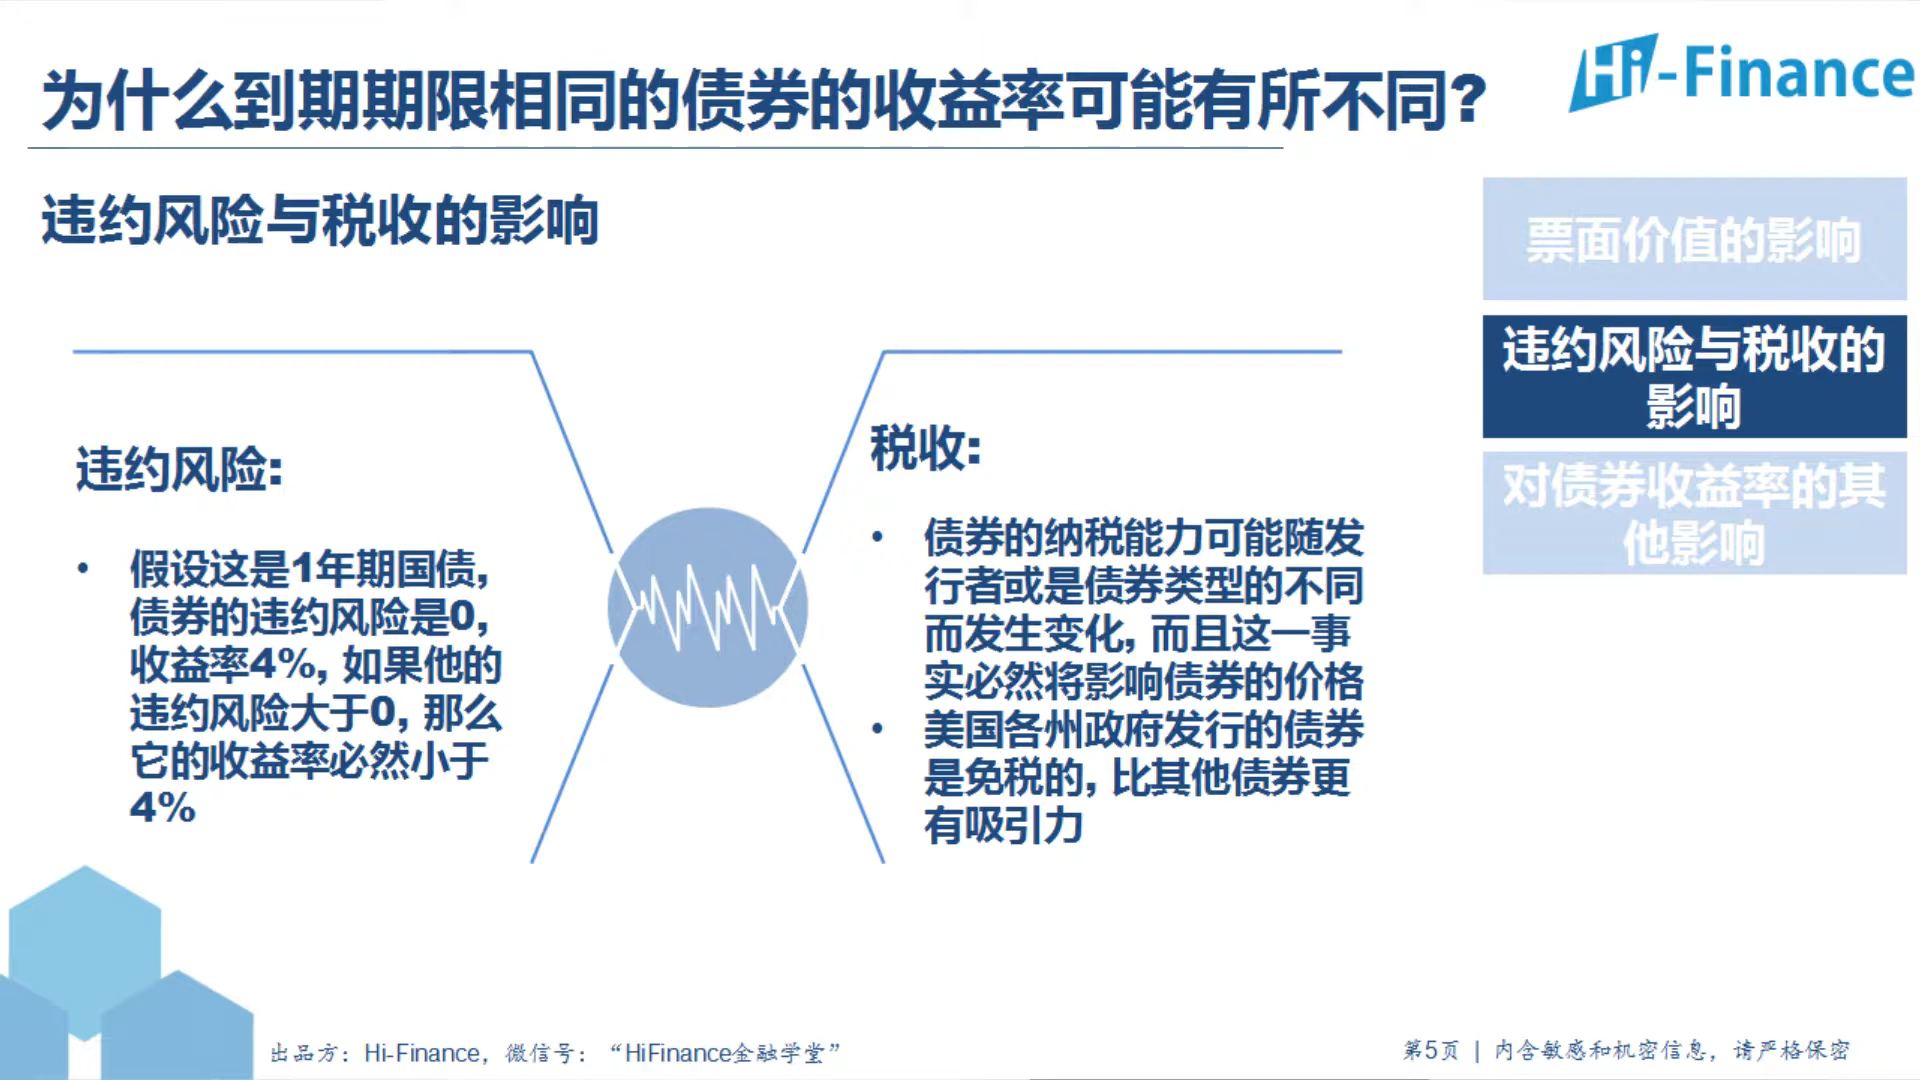 为什么到期期限相同的债券的收益率可能有所不同?
Hi-Finance
违约风险与税收的影响
票面价值的影响
违约风险与税收的
影响
对债券收益率的其
他影响
违约风险:
• 假设这是1年期国债,
债券的违约风险是0,
收益率4%, 如果他的
违约风险大于0, 那么
它的收益率必然小于
4%
税收:
• 债券的纳税能力可能随发
行者或是债券类型的不同
而发生变化, 而且这一事
实必然将影响债券的价格
• 美国各州政府发行的债券
是免税的, 比其他债券更
有吸引力
出品方：Hi-Finance，微信号：“HiFinance金融学堂”
第5页 | 内含敏感和机密信息，请严格保密